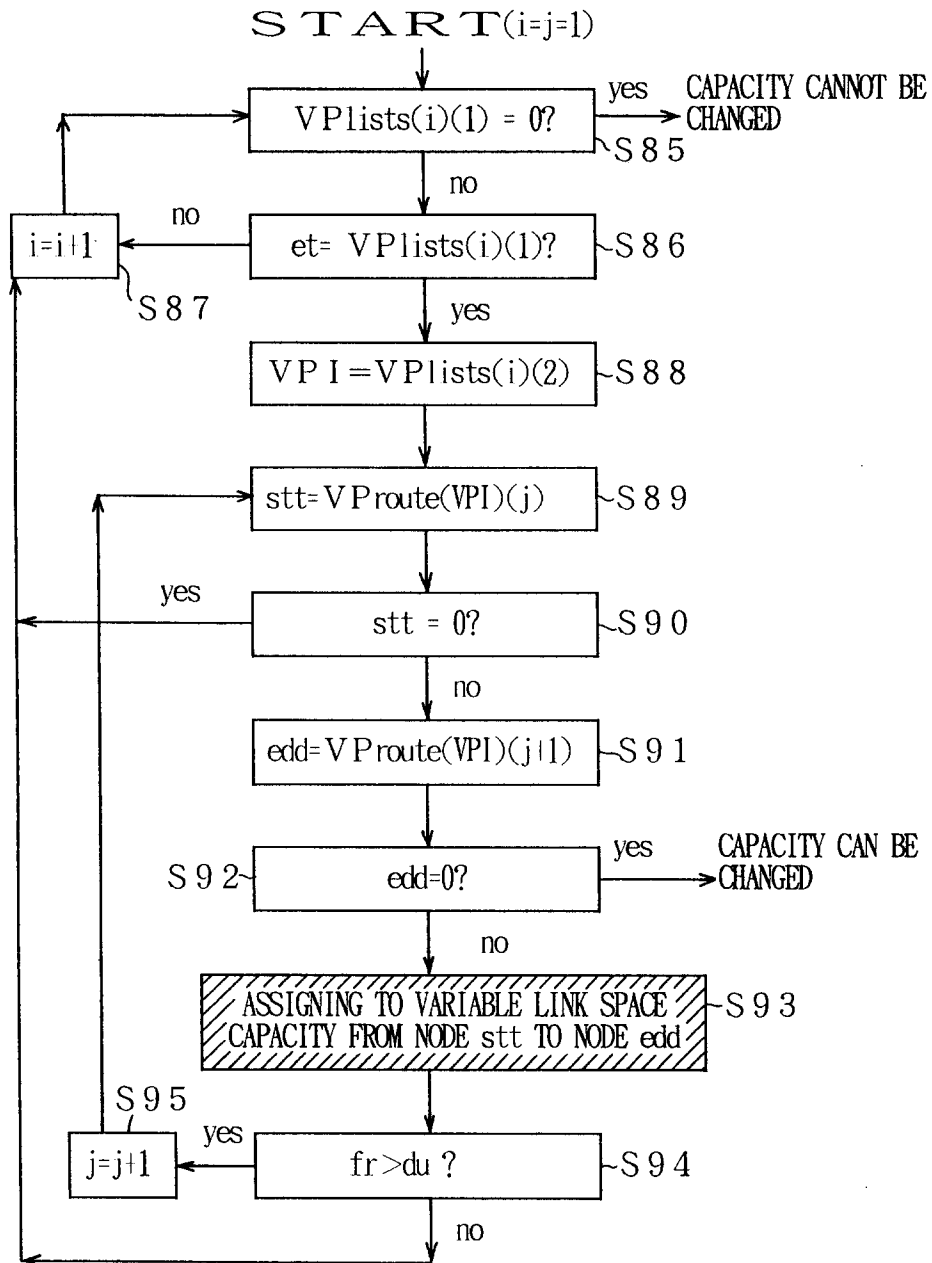 START(i=j=1)
VPlists(i)(1) = 0?
yes
CAPACITY CANNOT BE
CHANGED
S85
no
no
i=i+1
et= VPlists(i)(1)?
S86
S87
yes
VPI=VPlists(i)(2)
S88
stt=VProute(VPI)(j)
S89
yes
stt = 0?
S90
no
edd=VProute(VPI)(j+1)
S91
S92
edd=0?
yes
CAPACITY CAN BE
CHANGED
no
ASSIGNING TO VARIABLE LINK SPACE
CAPACITY FROM NODE stt TO NODE edd
S93
S95
j=j+1
yes
fr>du ?
S94
no